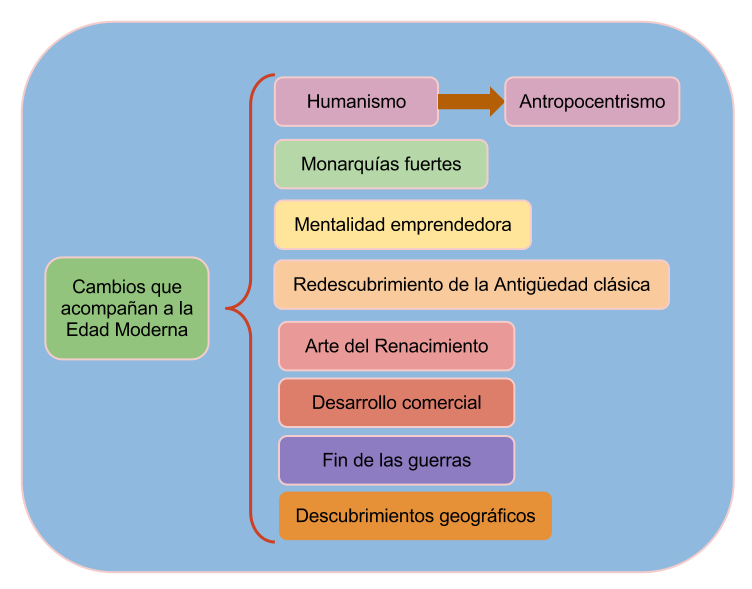 Humanismo
Antropocentrismo
Monarquías fuertes
Mentalidad emprendedora
Cambios que
acompañan a la
Edad Moderna
Redescubrimiento de la Antigüedad clásica
Arte del Renacimiento
Desarrollo comercial
Fin de las guerras
Descubrimientos geográficos